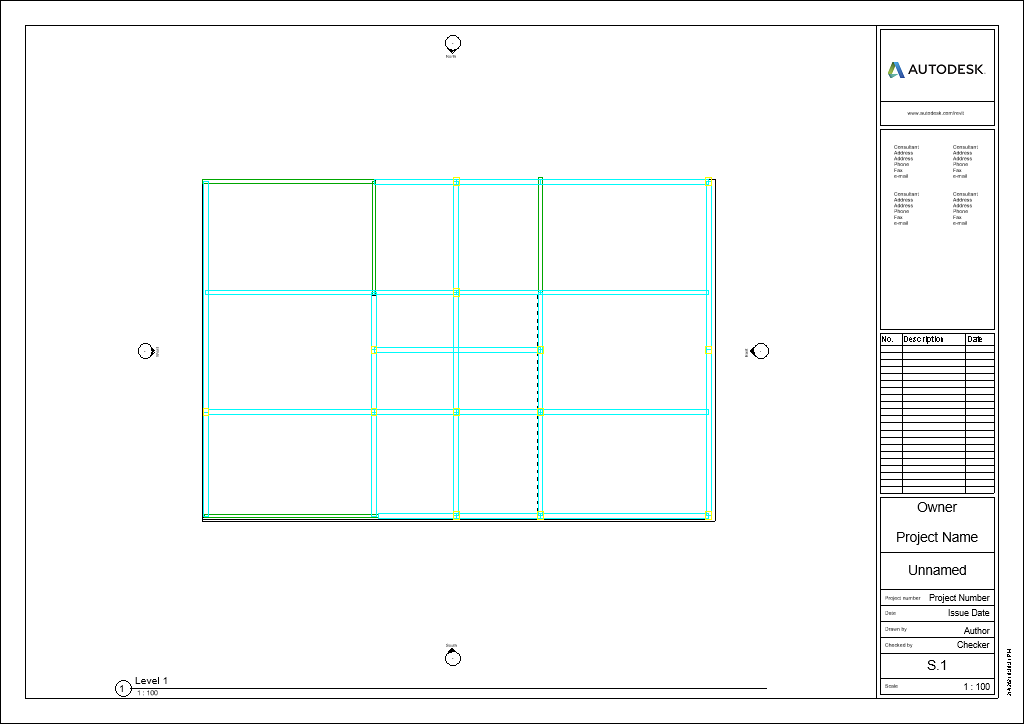 North
AUTODESK.
www.autodesk.com/revit
Consultant Consultant
Address Address
Address Address
Phone Phone
Fax Fax
e-mail e-mail
Consultant Consultant
Address Address
Address Address
Phone Phone
Fax Fax
e-mail e-mail
No. Description Date
East
Owner
Project Name
Unnamed
Project number Project Number
Date Issue Date
Drawn by Author
Checked by Checker
S.1
Scale 1 : 100
South
1 Level 1
1 : 100